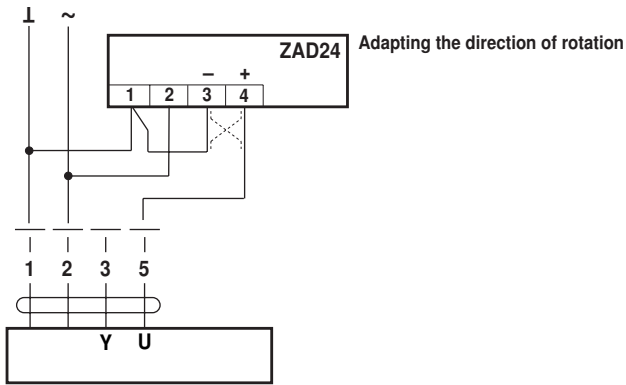 ⊥ ~
ZAD24 Adapting the direction of rotation
– +
1 2 3 4
1 2 3 5
Y U